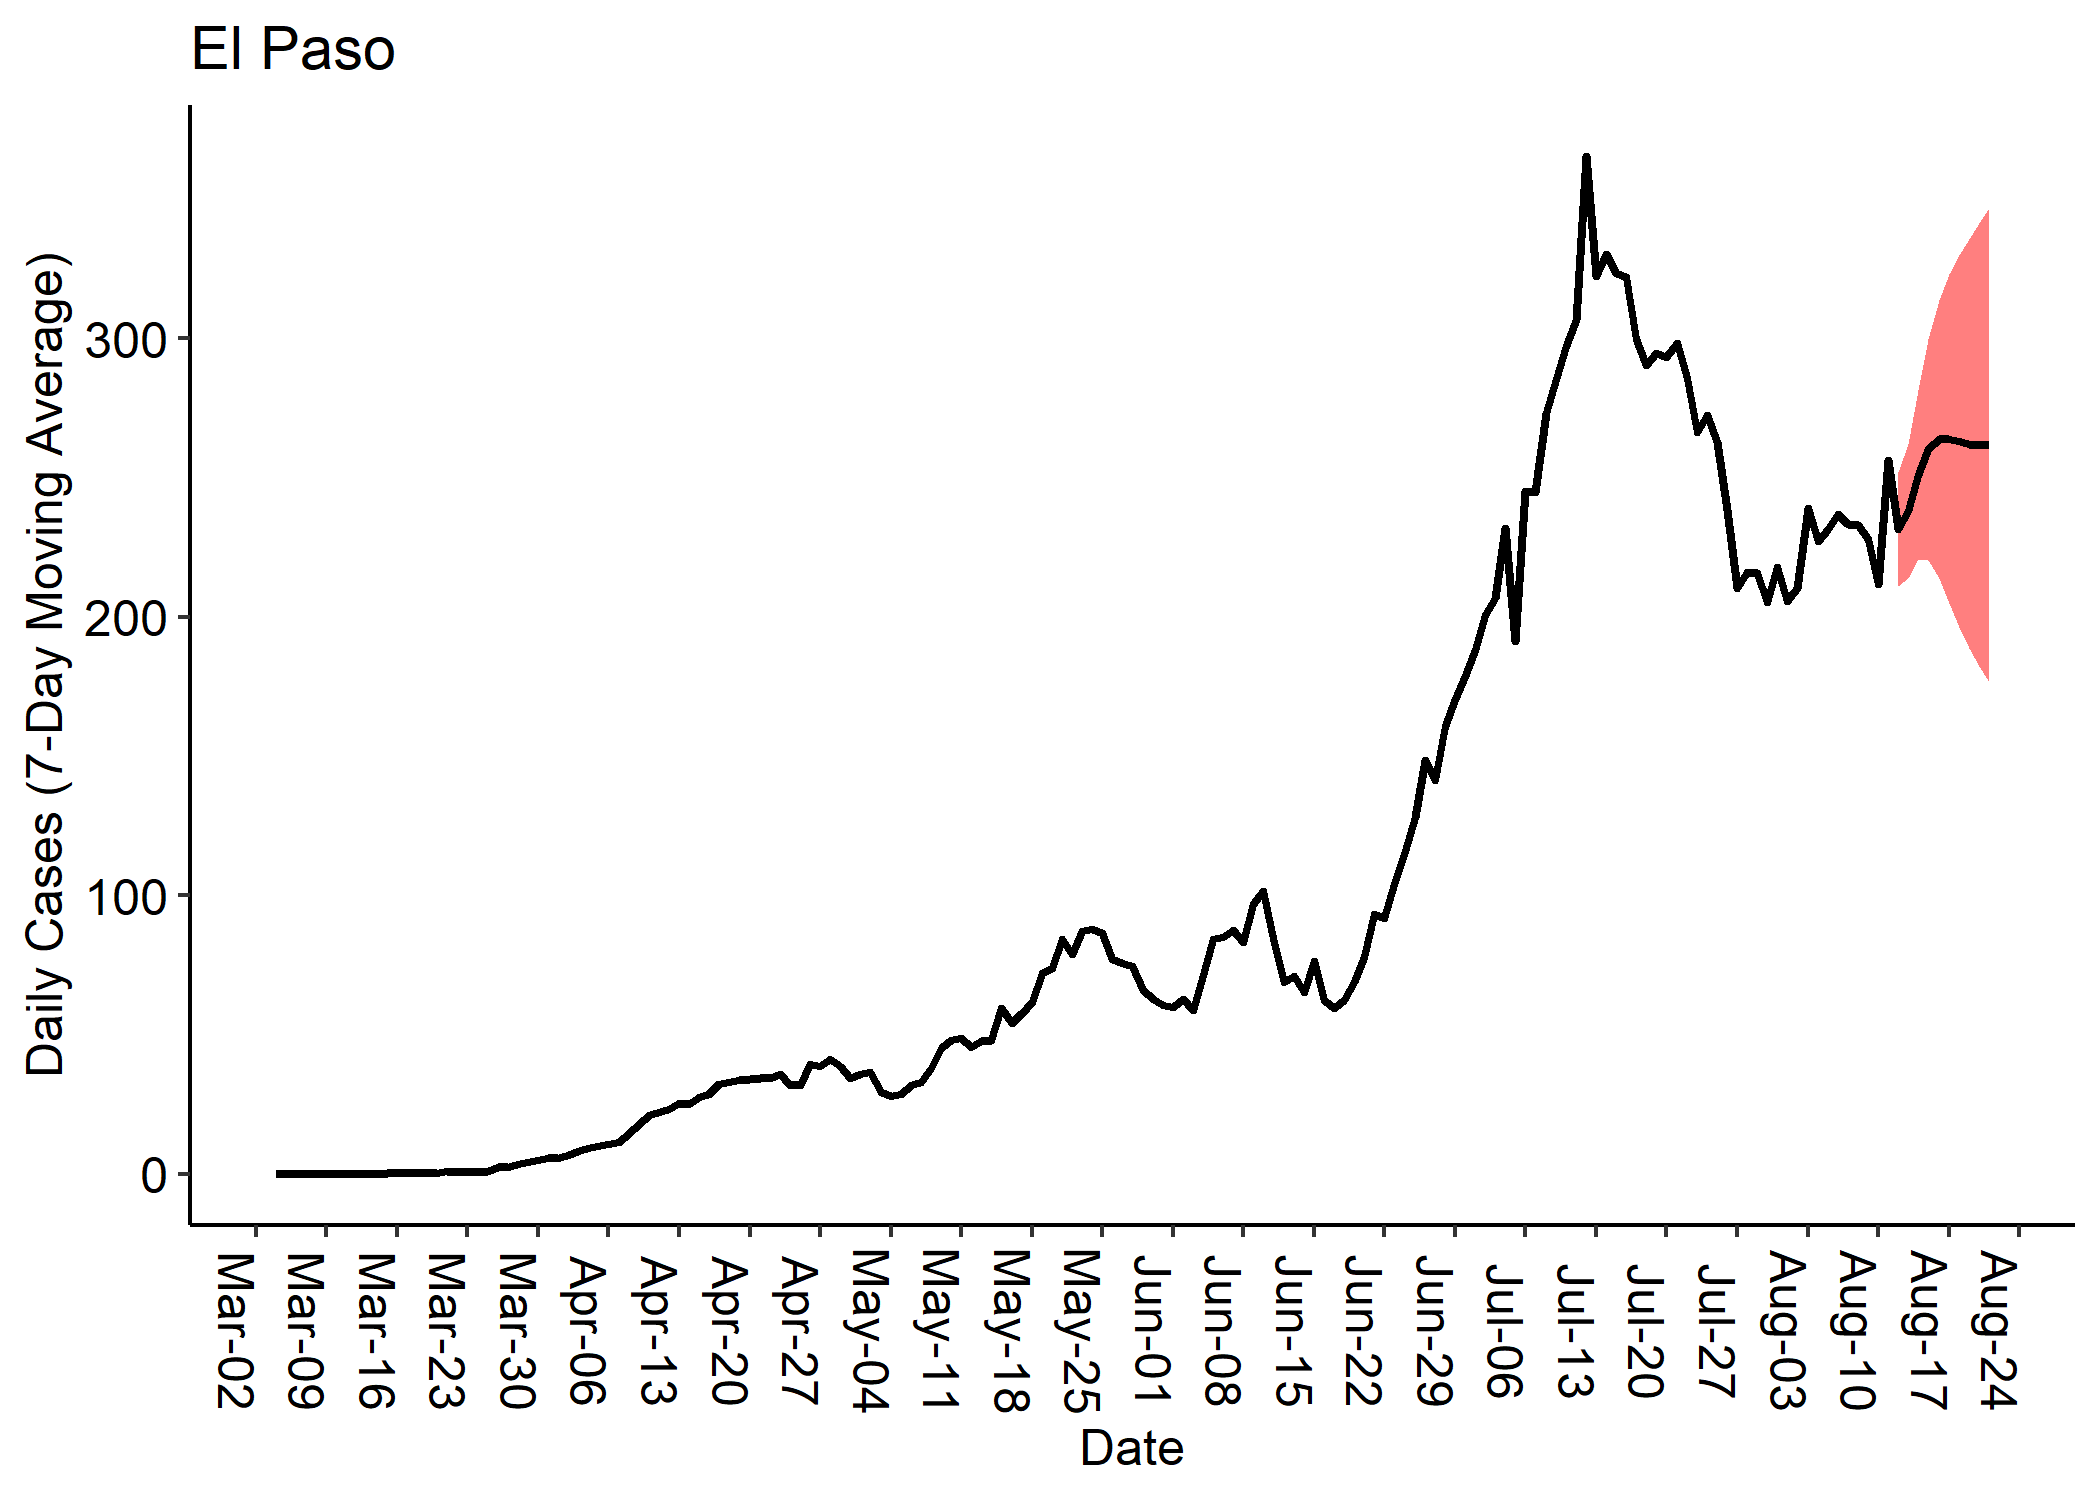 El Paso
Daily Cases (7-Day Moving Average)
300
200
100
0
Mar-02
Mar-09
Mar-16
Mar-23
Mar-30
Apr-06
Apr-13
Apr-20
Apr-27
May-04
May-11
May-18
May-25
Jun-01
Jun-08
Jun-15
Jun-22
Jun-29
Jul-06
Jul-13
Jul-20
Jul-27
Aug-03
Aug-10
Aug-17
Aug-24
Date